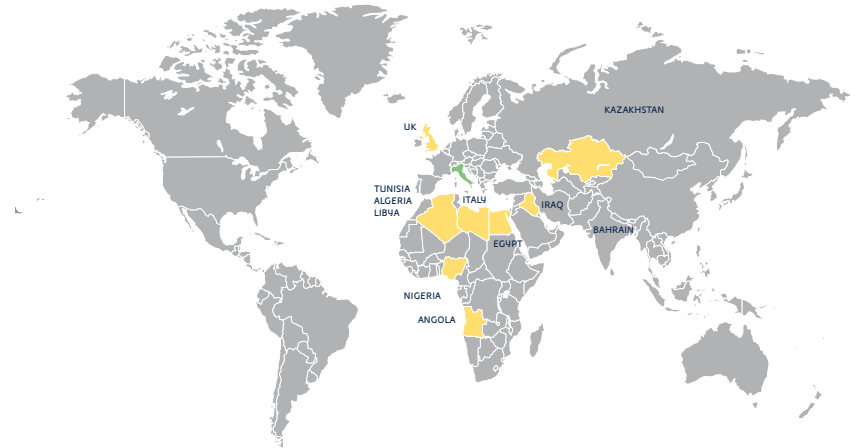 KAZAKHSTAN
UK
TUNISIA
ALGERIA
LIBYA
ITALY
IRAQ
BAHRAIN
EGYPT
NIGERIA
ANGOLA